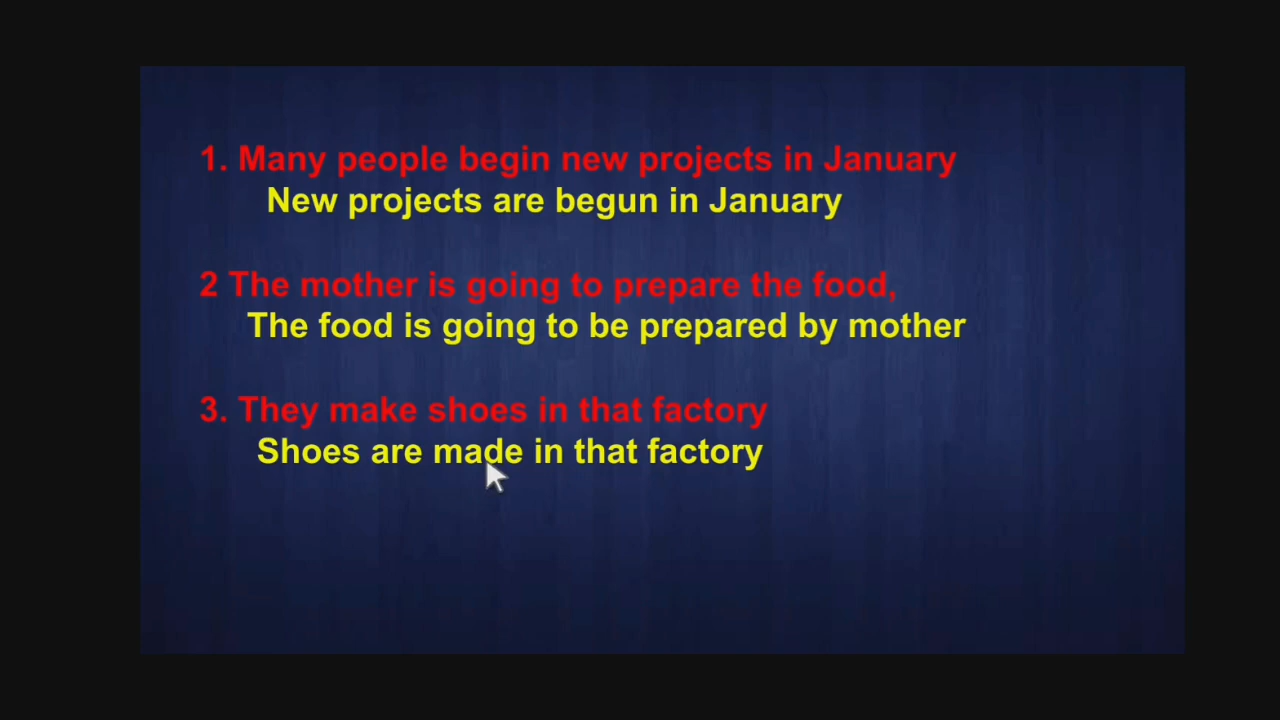 1. Many people begin new projects in January
New projects are begun in January
2 The mother is going to prepare the food,
The food is going to be prepared by mother
3. They make shoes in that factory
Shoes are made in that factory